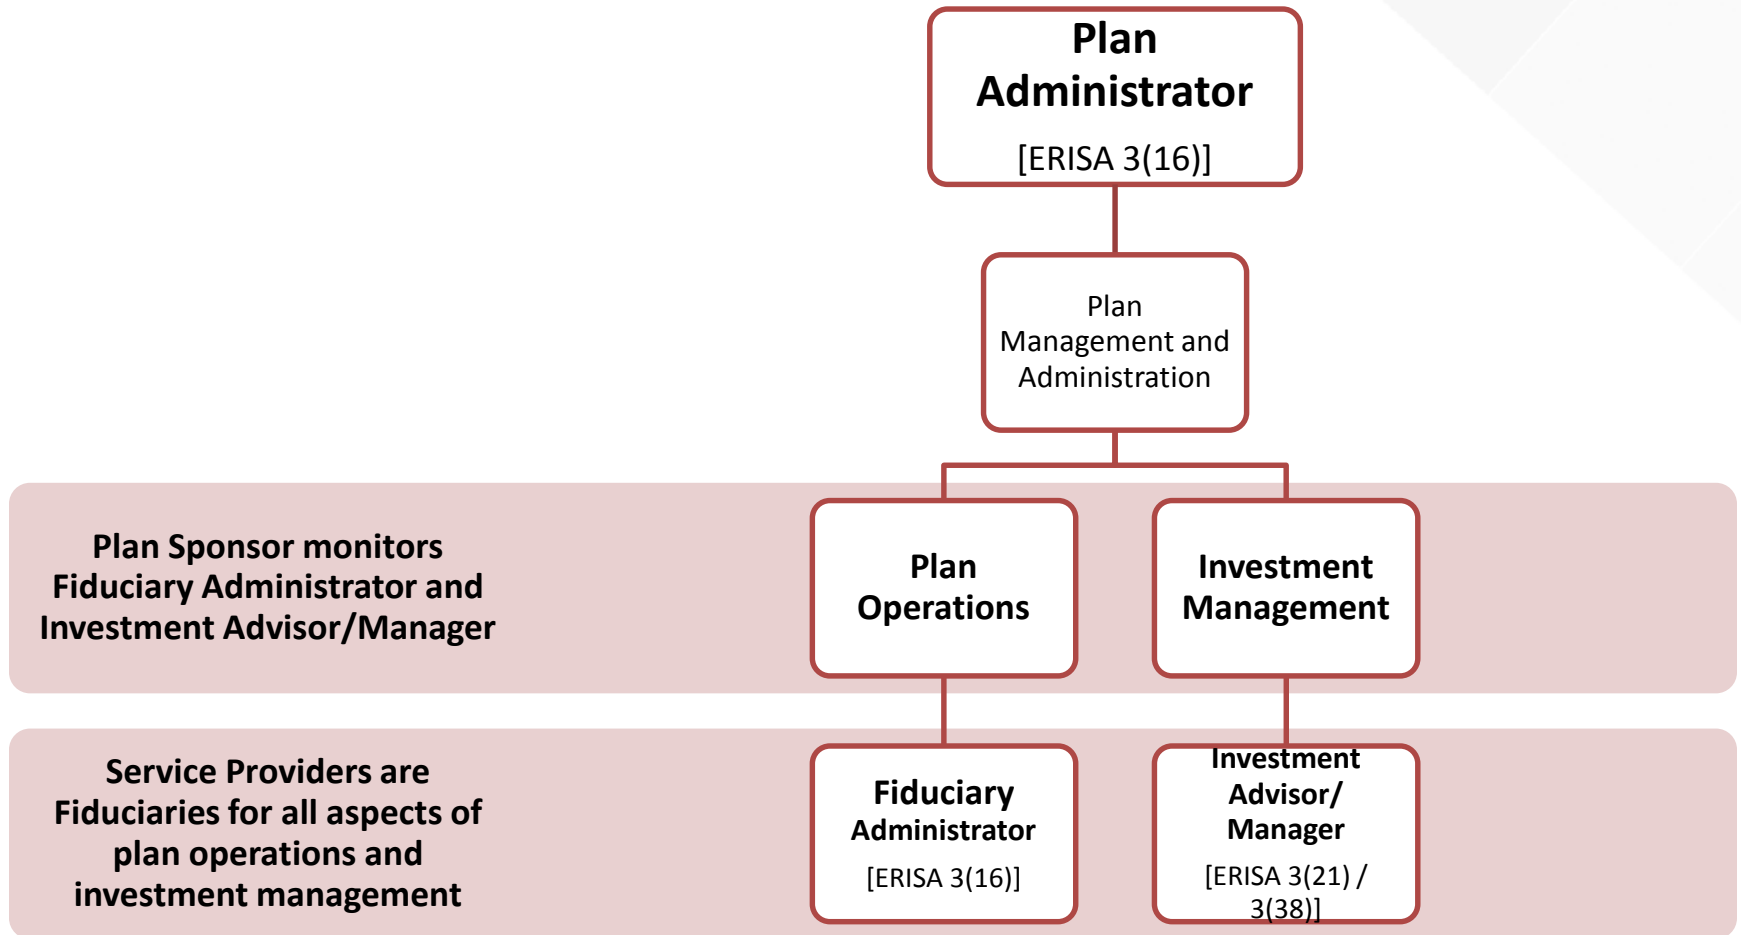 Plan
Administrator
[ERISA 3(16)]
Plan
Management and
Administration
Plan Sponsor monitors
Fiduciary Administrator and
Investment Advisor/Manager
Plan
Operations
Investment
Management
Service Providers are
Fiduciaries for all aspects of
plan operations and
investment management
Fiduciary
Administrator
[ERISA 3(16)]
Investment
Advisor/
Manager
[ERISA 3(21) /
3(38)]